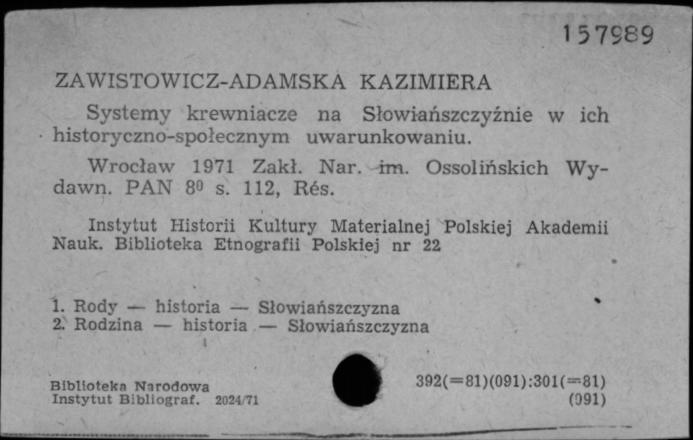 157989
ZAWISTOWICZ-ADAMSKA KAZIMIERA
Systemy krewniacze na Słowiańszczyźnie w ich
historyczno-społecznym uwarunkowaniu.
Wrocław 1971 Zakł. Nar. im. Ossolińskich Wy-
dawn. PAN 8⁰ s. 112, Rés.
Instytut Historii Kultury Materialnej Polskiej Akademii
Nauk. Biblioteka Etnografii Polskiej nr 22
1. Rody — historia — Słowiańszczyzna
2. Rodzina — historia — Słowiańszczyzna
Biblioteka Narodowa
Instytut Bibliograf. 2024/71
392(=81)(091):301(=81)
(091)